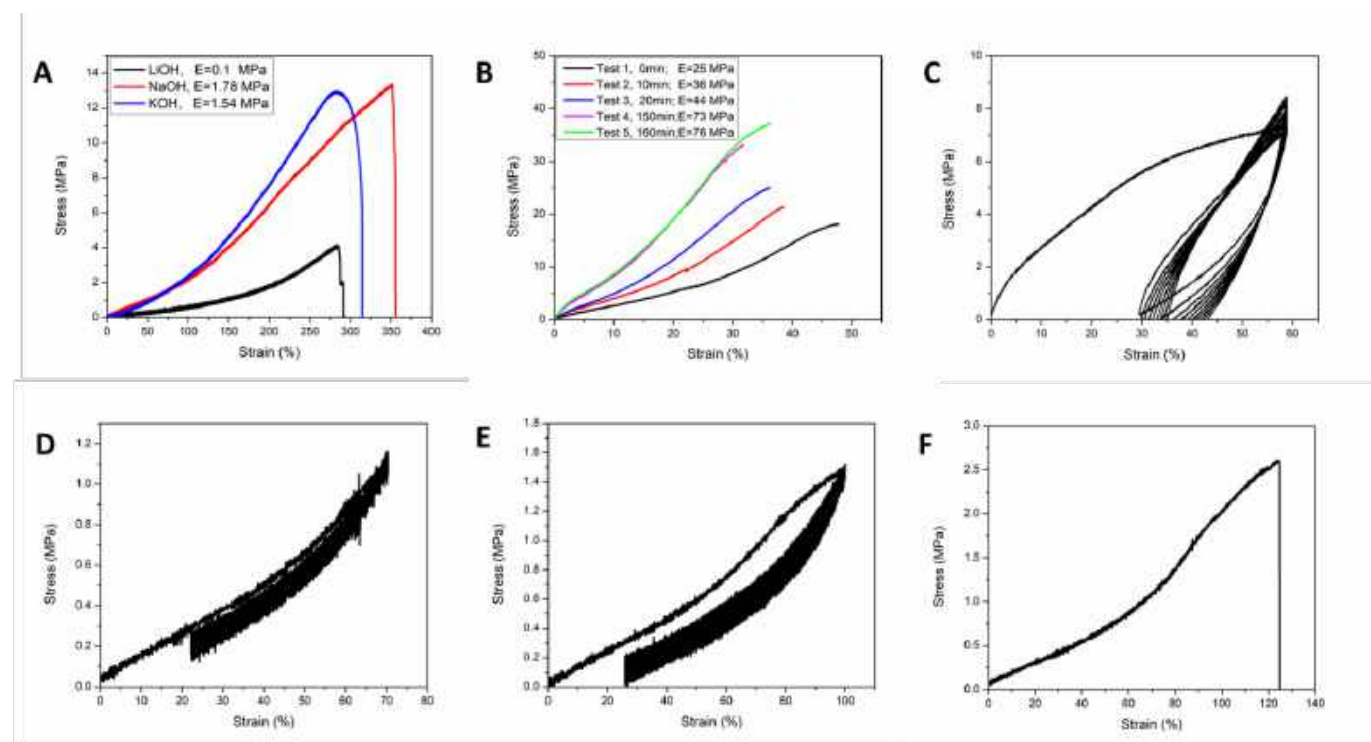 A
LiOH, E=0.1 MPa
NaOH, E=1.78 MPa
KOH, E=1.54 MPa
Stress (MPa)
0 2 4 6 8 10 12 14
0 50 100 150 200 250 300 350 400
Strain (%)
B
Test 1, 0min; E=25 MPa
Test 2, 10min; E=36 MPa
Test 3, 20min; E=44 MPa
Test 4, 150min;E=73 MPa
Test 5, 160min;E=76 MPa
Stress (MPa)
0 10 20 30 40 50
0 10 20 30 40 50
Strain (%)
C
Stress (MPa)
0 2 4 6 8 10
0 10 20 30 40 50 60
Strain (%)
D
Stress (MPa)
0.0 0.2 0.4 0.6 0.8 1.0 1.2
0 10 20 30 40 50 60 70 80
Strain (%)
E
Stress (MPa)
0.0 0.2 0.4 0.6 0.8 1.0 1.2 1.4 1.6 1.8
0 20 40 60 80 100
Strain (%)
F
Stress (MPa)
0.0 0.5 1.0 1.5 2.0 2.5 3.0
0 20 40 60 80 100 120 140
Strain (%)